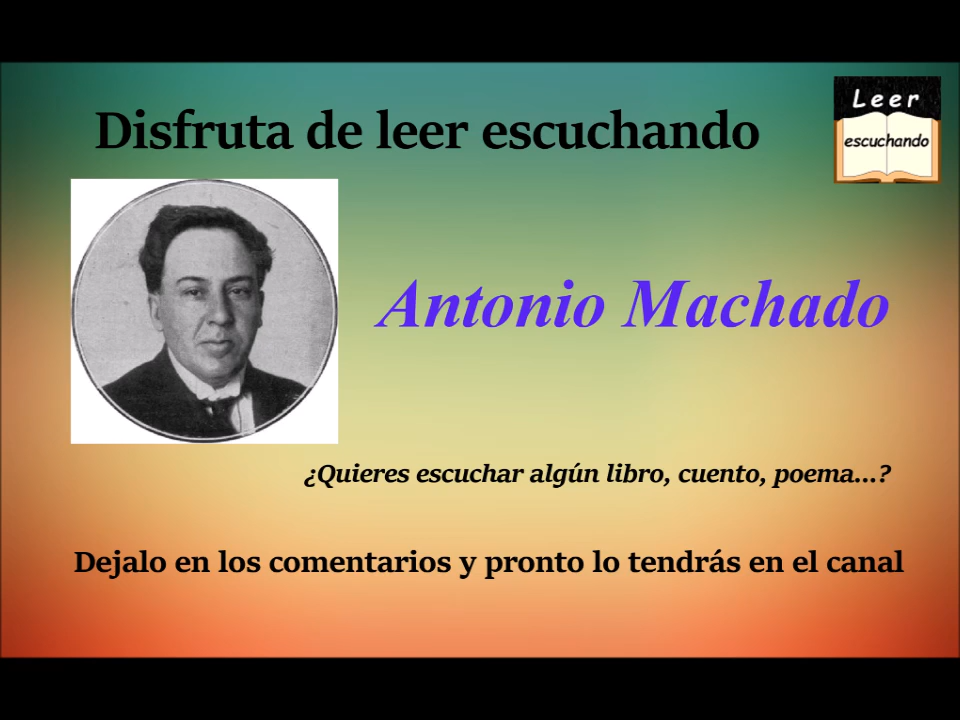 Disfruta de leer escuchando
Leer
escuchando
Antonio Machado
¿Quieres escuchar algún libro, cuento, poema...?
Dejalo en los comentarios y pronto lo tendrás en el canal